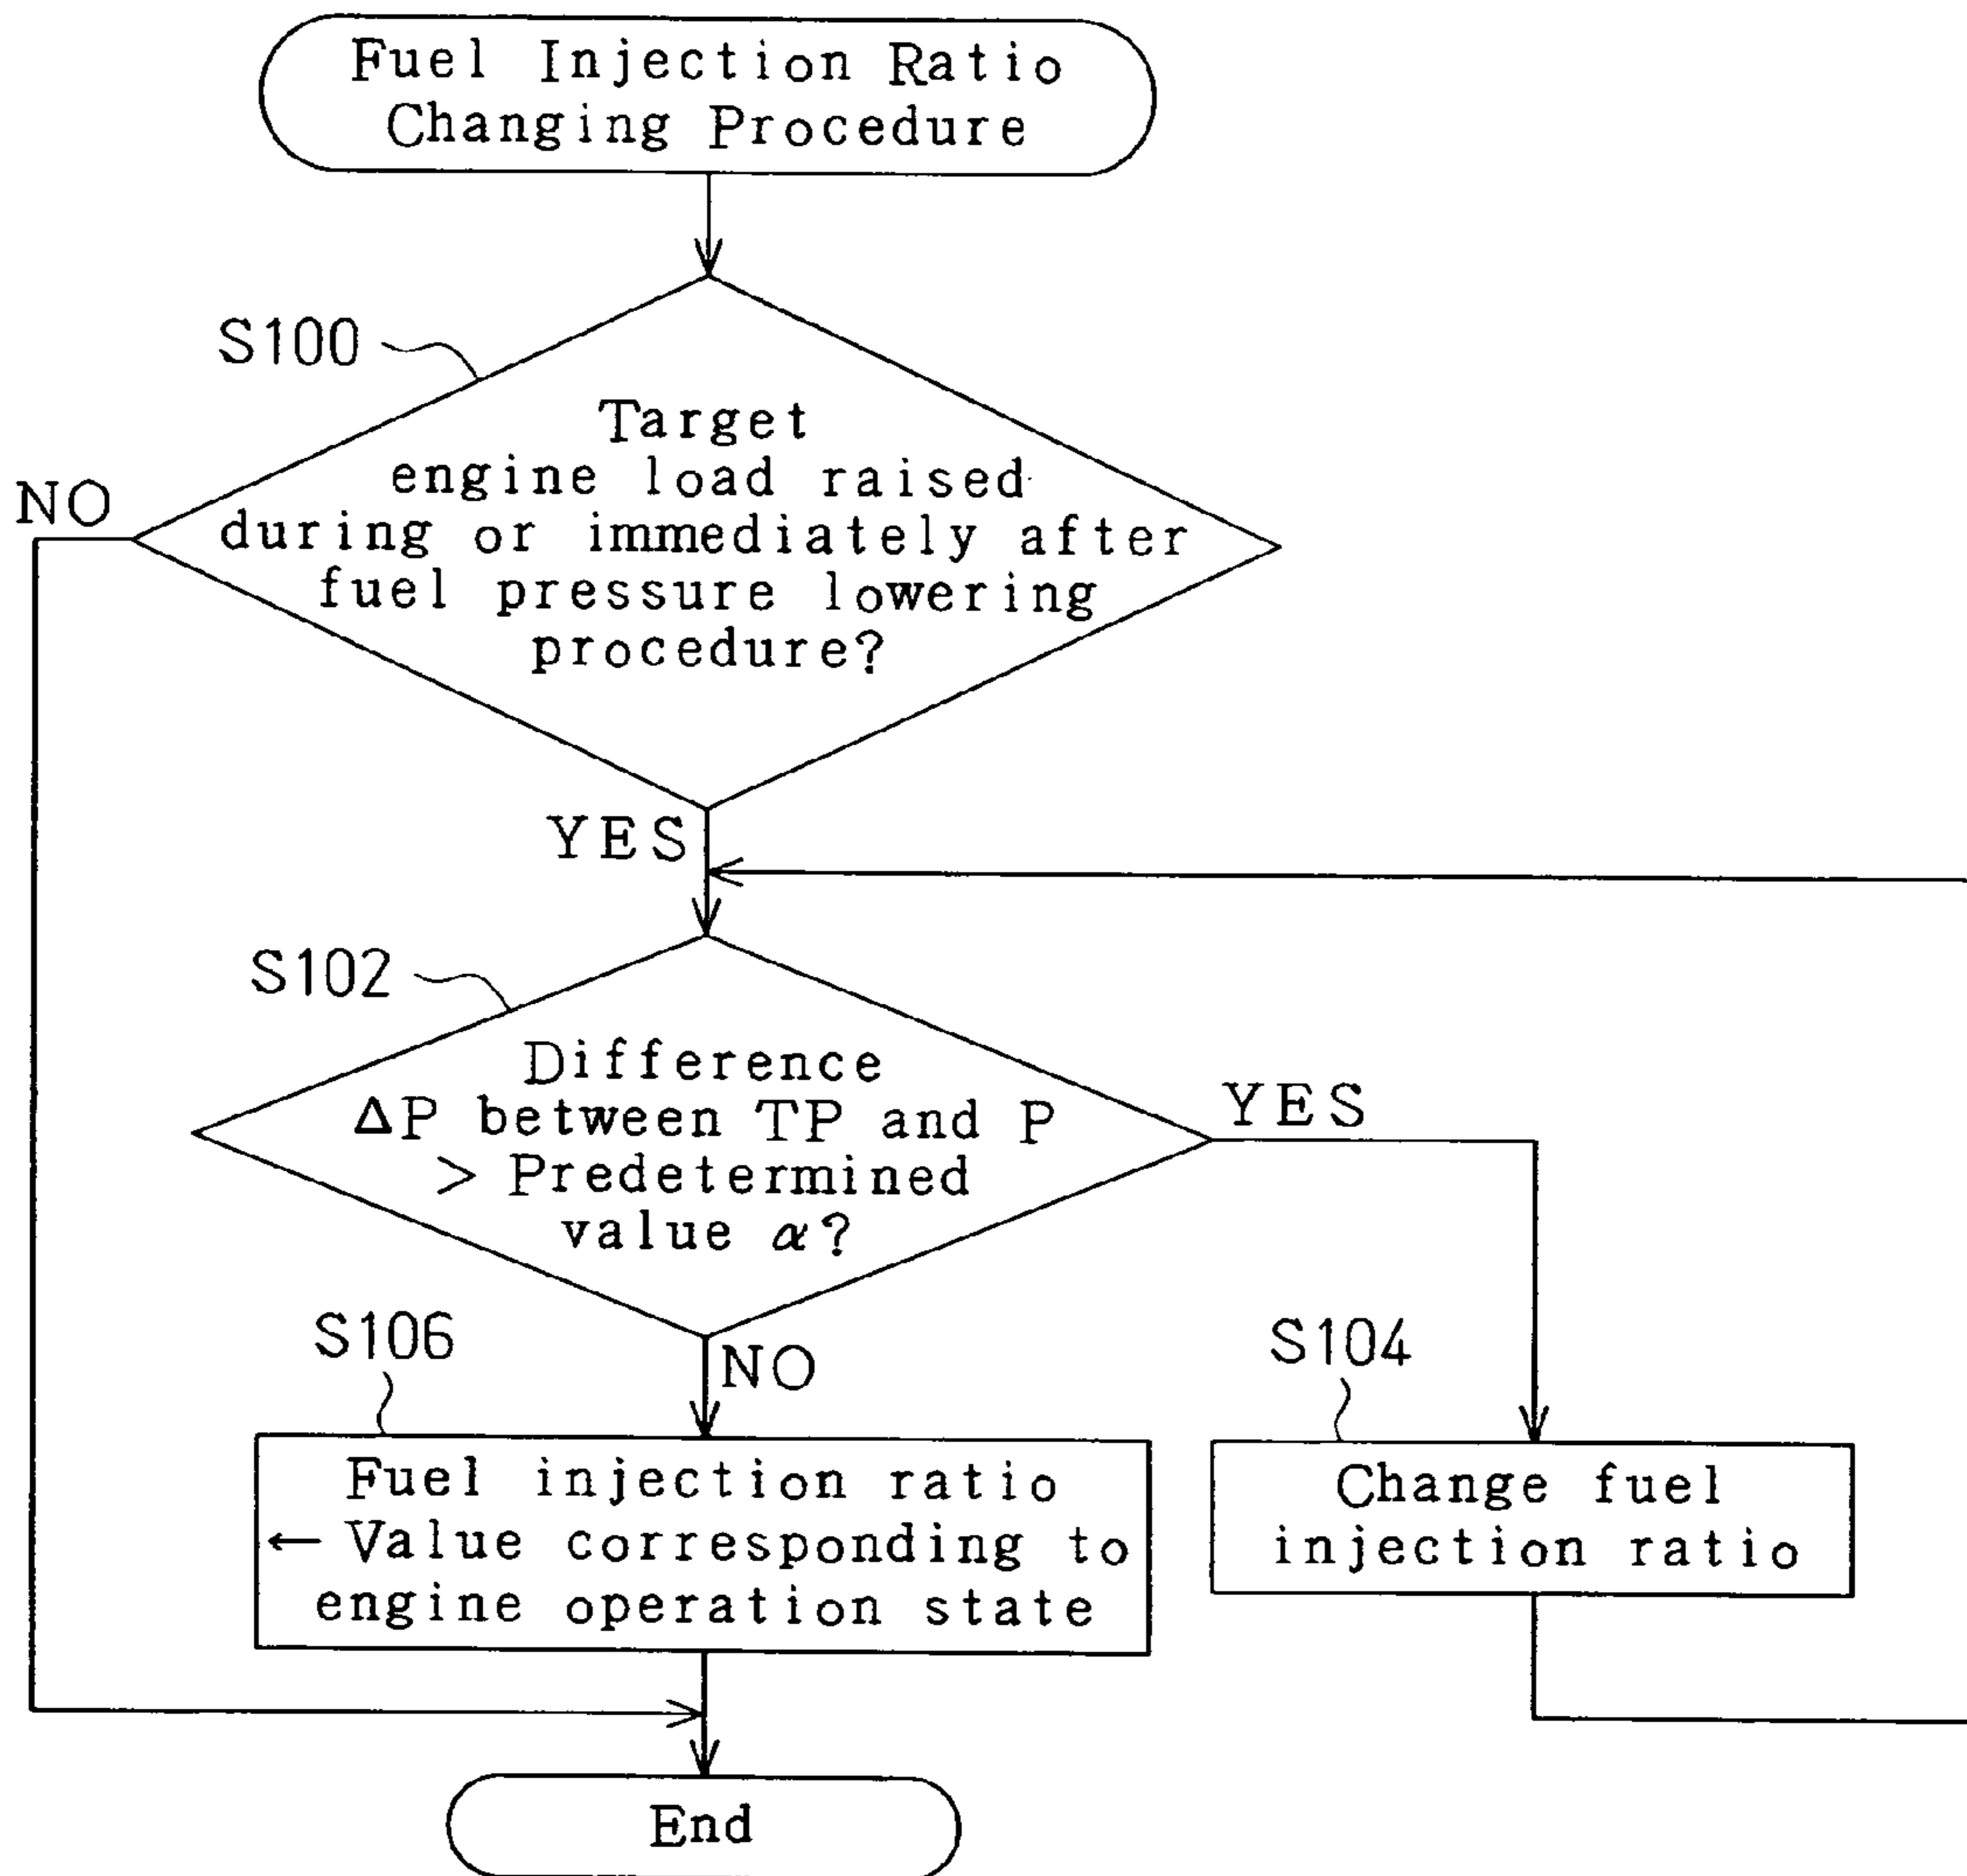 Fuel Injection Ratio
Changing Procedure
S100
Target
engine load raised
during or immediately after
fuel pressure lowering
procedure?
NO
YES
S102
Difference
ΔP between TP and P
> Predetermined
value α?
YES
S106
NO
S104
Fuel injection ratio
← Value corresponding to
engine operation state
Change fuel
injection ratio
End